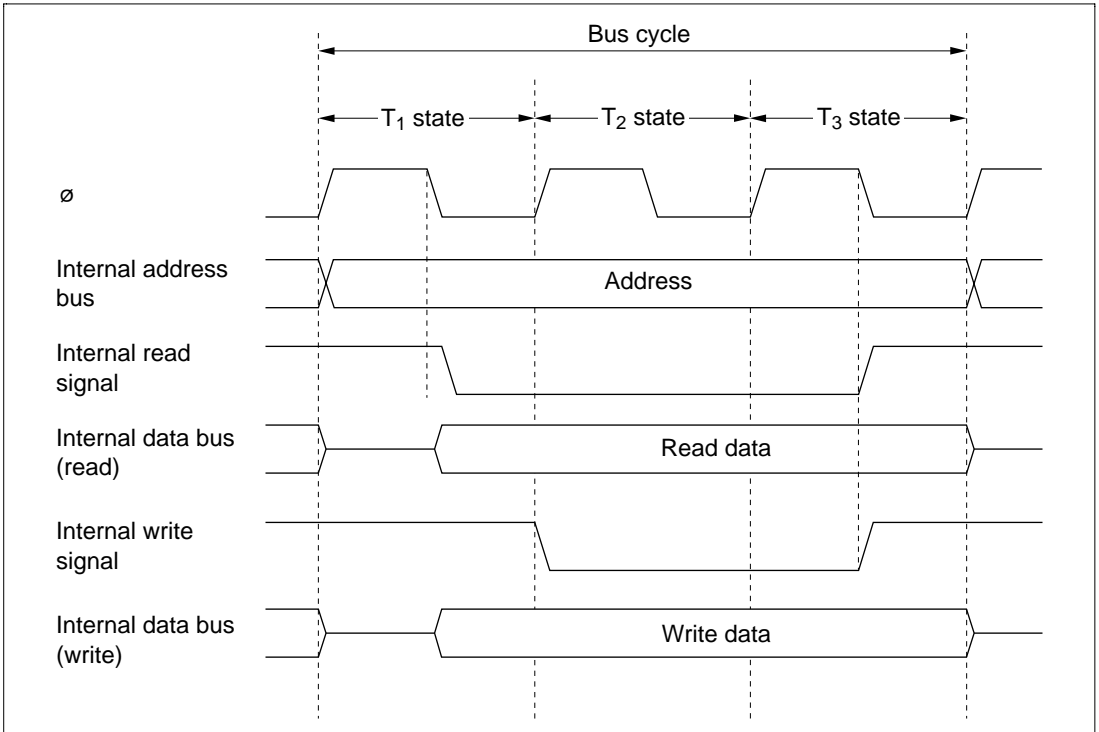 Bus cycle
T1 state
T2 state
T3 state
ø
Internal address
bus
Address
Internal read
signal
Internal data bus
(read)
Read data
Internal write
signal
Internal data bus
(write)
Write data